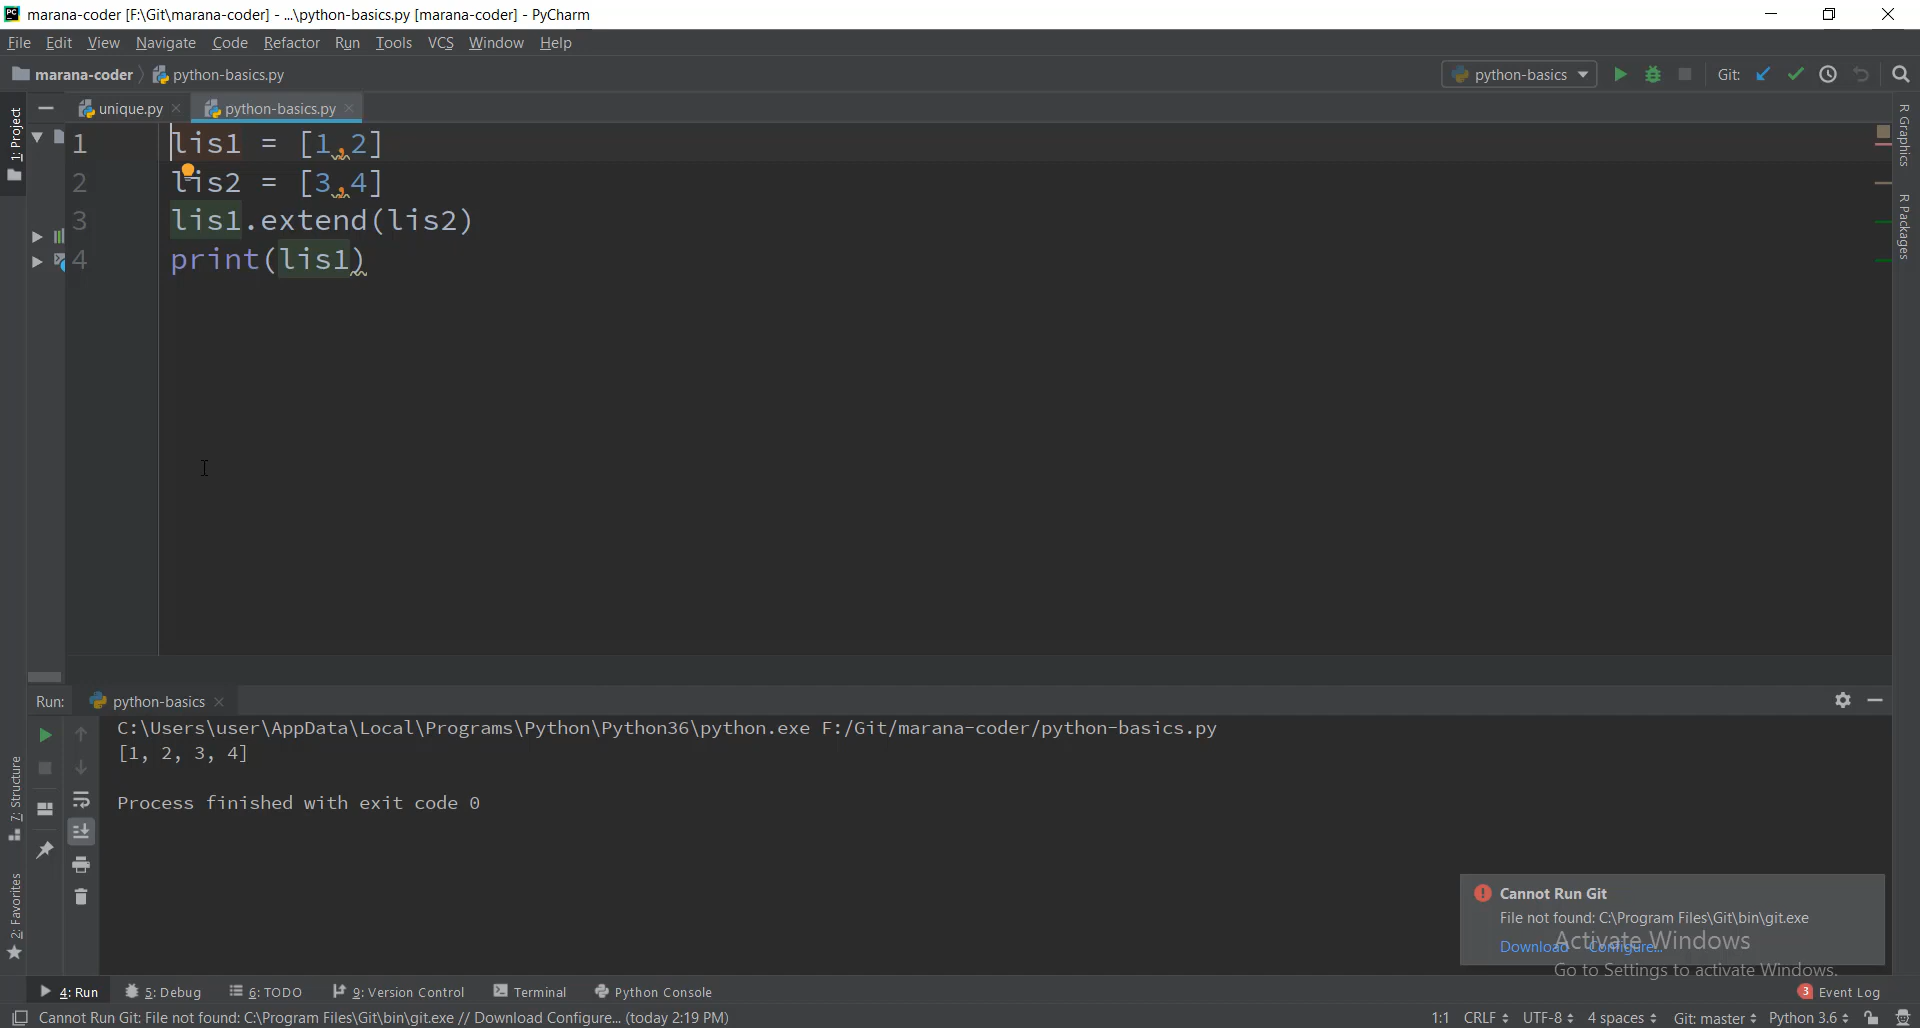 marana-coder [F:\Git\marana-coder] - ...\python-basics.py [marana-coder] - PyCharm
File Edit View Navigate Code Refactor Run Tools VCS Window Help
marana-coder python-basics.py
python-basics Git:
unique.py python-basics.py
1: Project
R Graphics
R Packages
1 lis1 = [1,2]
2 lis2 = [3,4]
3 lis1.extend(lis2)
4 print(lis1)
Run: python-basics
C:\Users\user\AppData\Local\Programs\Python\Python36\python.exe F:/Git/marana-coder/python-basics.py
[1, 2, 3, 4]
Process finished with exit code 0
7: Structure
2: Favorites
Cannot Run Git
File not found: C:\Program Files\Git\bin\git.exe
Download Configure...
Activate Windows
Go to Settings to activate Windows.
4: Run 5: Debug 6: TODO 9: Version Control Terminal Python Console 3 Event Log
Cannot Run Git: File not found: C:\Program Files\Git\bin\git.exe // Download Configure... (today 2:19 PM) 1:1 CRLF UTF-8 4 spaces Git: master Python 3.6